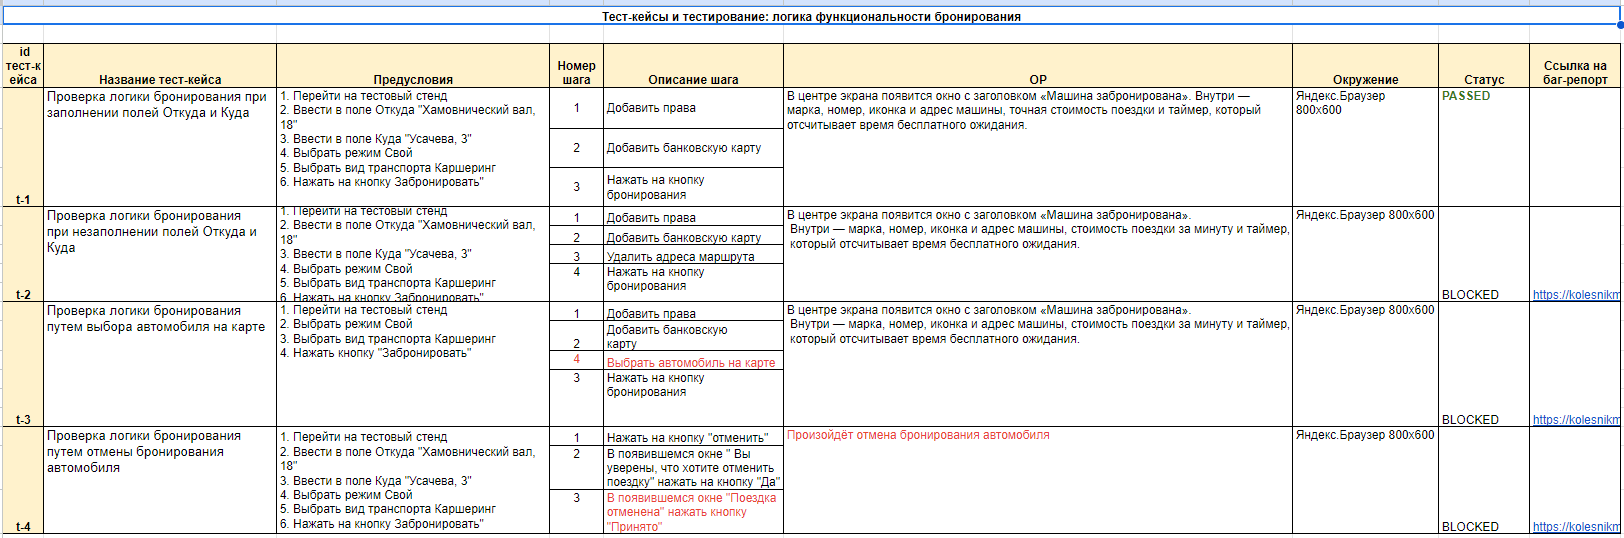 Тест-кейсы и тестирование: логика функциональности бронирования
id
тест-к
ейса
Название тест-кейса
Предусловия
Номер
шага
Описание шага
ОР
Окружение
Статус
Ссылка на
баг-репорт
t-1
Проверка логики бронирования при
заполнении полей Откуда и Куда
1. Перейти на тестовый стенд
2. Ввести в поле Откуда "Хамовнический вал,
18"
3. Ввести в поле Куда "Усачева, 3"
4. Выбрать режим Свой
5. Выбрать вид транспорта Каршеринг
6. Нажать на кнопку Забронировать"
1
Добавить права
2
Добавить банковскую карту
3
Нажать на кнопку
бронирования
В центре экрана появится окно с заголовком «Машина забронирована». Внутри —
марка, номер, иконка и адрес машины, точная стоимость поездки и таймер, который
отсчитывает время бесплатного ожидания.
Яндекс.Браузер
800x600
PASSED
t-2
Проверка логики бронирования
при незаполнении полей Откуда и
Куда
1. Перейти на тестовый стенд
2. Ввести в поле Откуда "Хамовнический вал,
18"
3. Ввести в поле Куда "Усачева, 3"
4. Выбрать режим Свой
5. Выбрать вид транспорта Каршеринг
6. Нажать на кнопку Забронировать"
1
Добавить права
2
Добавить банковскую карту
3
Удалить адреса маршрута
4
Нажать на кнопку
бронирования
В центре экрана появится окно с заголовком «Машина забронирована».
Внутри — марка, номер, иконка и адрес машины, стоимость поездки за минуту и таймер,
который отсчитывает время бесплатного ожидания.
Яндекс.Браузер 800x600
BLOCKED
https://kolesnikm
t-3
Проверка логики бронирования
путем выбора автомобиля на карте
1. Перейти на тестовый стенд
2. Выбрать режим Свой
3. Выбрать вид транспорта Каршеринг
4. Нажать кнопку "Забронировать"
1
Добавить права
2
Добавить банковскую
карту
4
Выбрать автомобиль на карте
3
Нажать на кнопку
бронирования
В центре экрана появится окно с заголовком «Машина забронирована».
Внутри — марка, номер, иконка и адрес машины, стоимость поездки за минуту и таймер,
который отсчитывает время бесплатного ожидания.
Яндекс.Браузер 800x600
BLOCKED
https://kolesnikm
t-4
Проверка логики бронирования
путем отмены бронирования
автомобиля
1. Перейти на тестовый стенд
2. Ввести в поле Откуда "Хамовнический вал,
18"
3. Ввести в поле Куда "Усачева, 3"
4. Выбрать режим Свой
5. Выбрать вид транспорта Каршеринг
6. Нажать на кнопку Забронировать"
1
Нажать на кнопку "отменить"
2
В появившемся окне " Вы
уверены, что хотите отменить
поездку" нажать на кнопку "Да"
3
В появившемся окне "Поездка
отменена" нажать кнопку
"Принято"
Произойдёт отмена бронирования автомобиля
Яндекс.Браузер 800x600
BLOCKED
https://kolesnikm